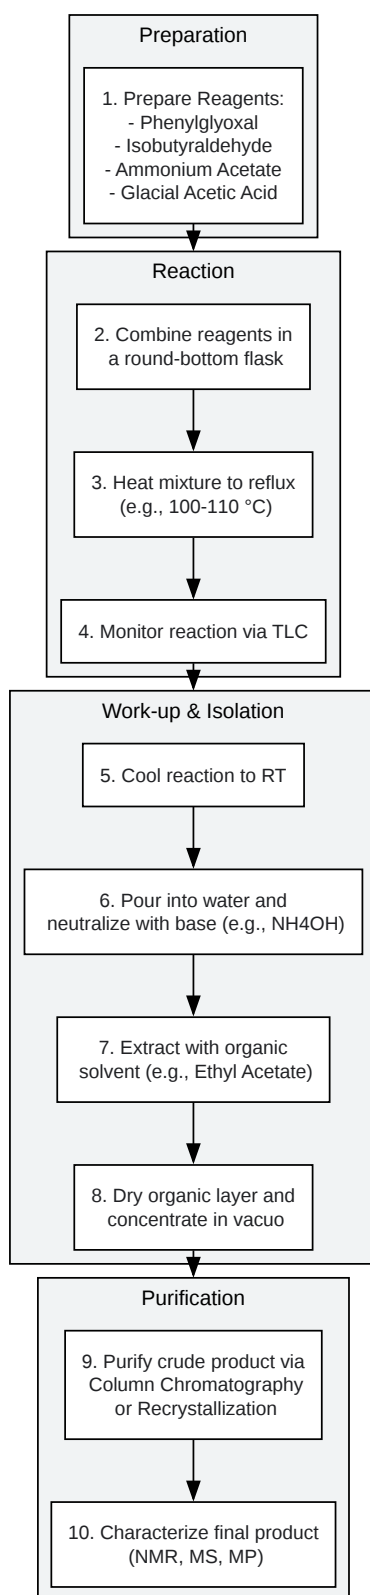 Preparation
1. Prepare Reagents:
- Phenylglyoxal
- Isobutyraldehyde
- Ammonium Acetate
- Glacial Acetic Acid
Reaction
2. Combine reagents in
a round-bottom flask
3. Heat mixture to reflux
(e.g., 100-110 °C)
4. Monitor reaction via TLC
Work-up & Isolation
5. Cool reaction to RT
6. Pour into water and
neutralize with base (e.g., NH4OH)
7. Extract with organic
solvent (e.g., Ethyl Acetate)
8. Dry organic layer and
concentrate in vacuo
Purification
9. Purify crude product via
Column Chromatography
or Recrystallization
10. Characterize final product
(NMR, MS, MP)